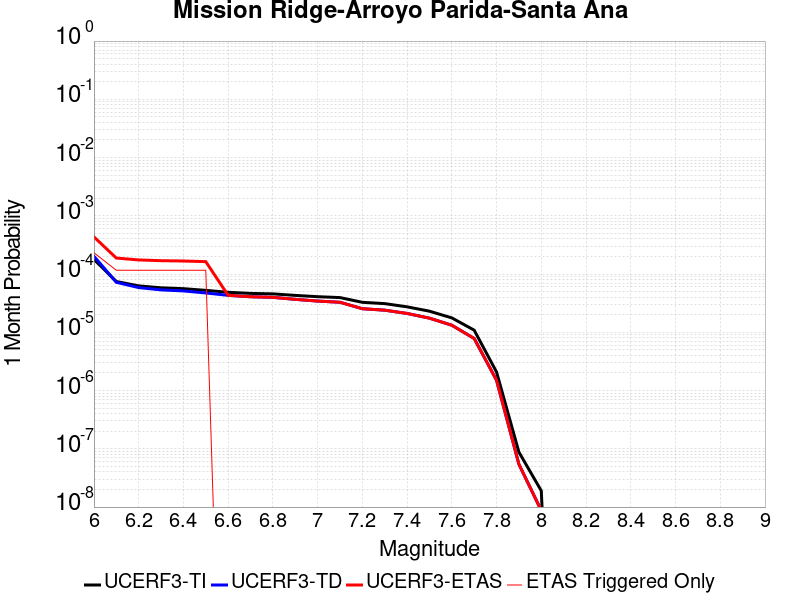 Mission Ridge-Arroyo Parida-Santa Ana
10^0
10^-1
10^-2
10^-3
10^-4
10^-5
10^-6
10^-7
10^-8
1 Month Probability
6 6.2 6.4 6.6 6.8 7 7.2 7.4 7.6 7.8 8 8.2 8.4 8.6 8.8 9
Magnitude
UCERF3-TI UCERF3-TD UCERF3-ETAS ETAS Triggered Only